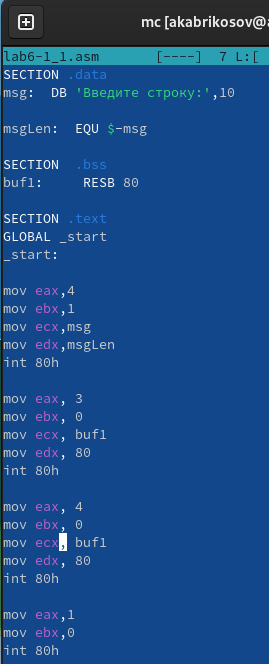 mc [akabrikosov@
lab6-1_1.asm [----] 7 L:[
SECTION .data
msg: DB 'Введите строку:',10
msgLen: EQU $-msg
SECTION .bss
buf1: RESB 80
SECTION .text
GLOBAL _start
_start:
mov eax,4
mov ebx,1
mov ecx,msg
mov edx,msgLen
int 80h
mov eax, 3
mov ebx, 0
mov ecx, buf1
mov edx, 80
int 80h
mov eax, 4
mov ebx, 0
mov ecx, buf1
mov edx, 80
int 80h
mov eax,1
mov ebx,0
int 80h